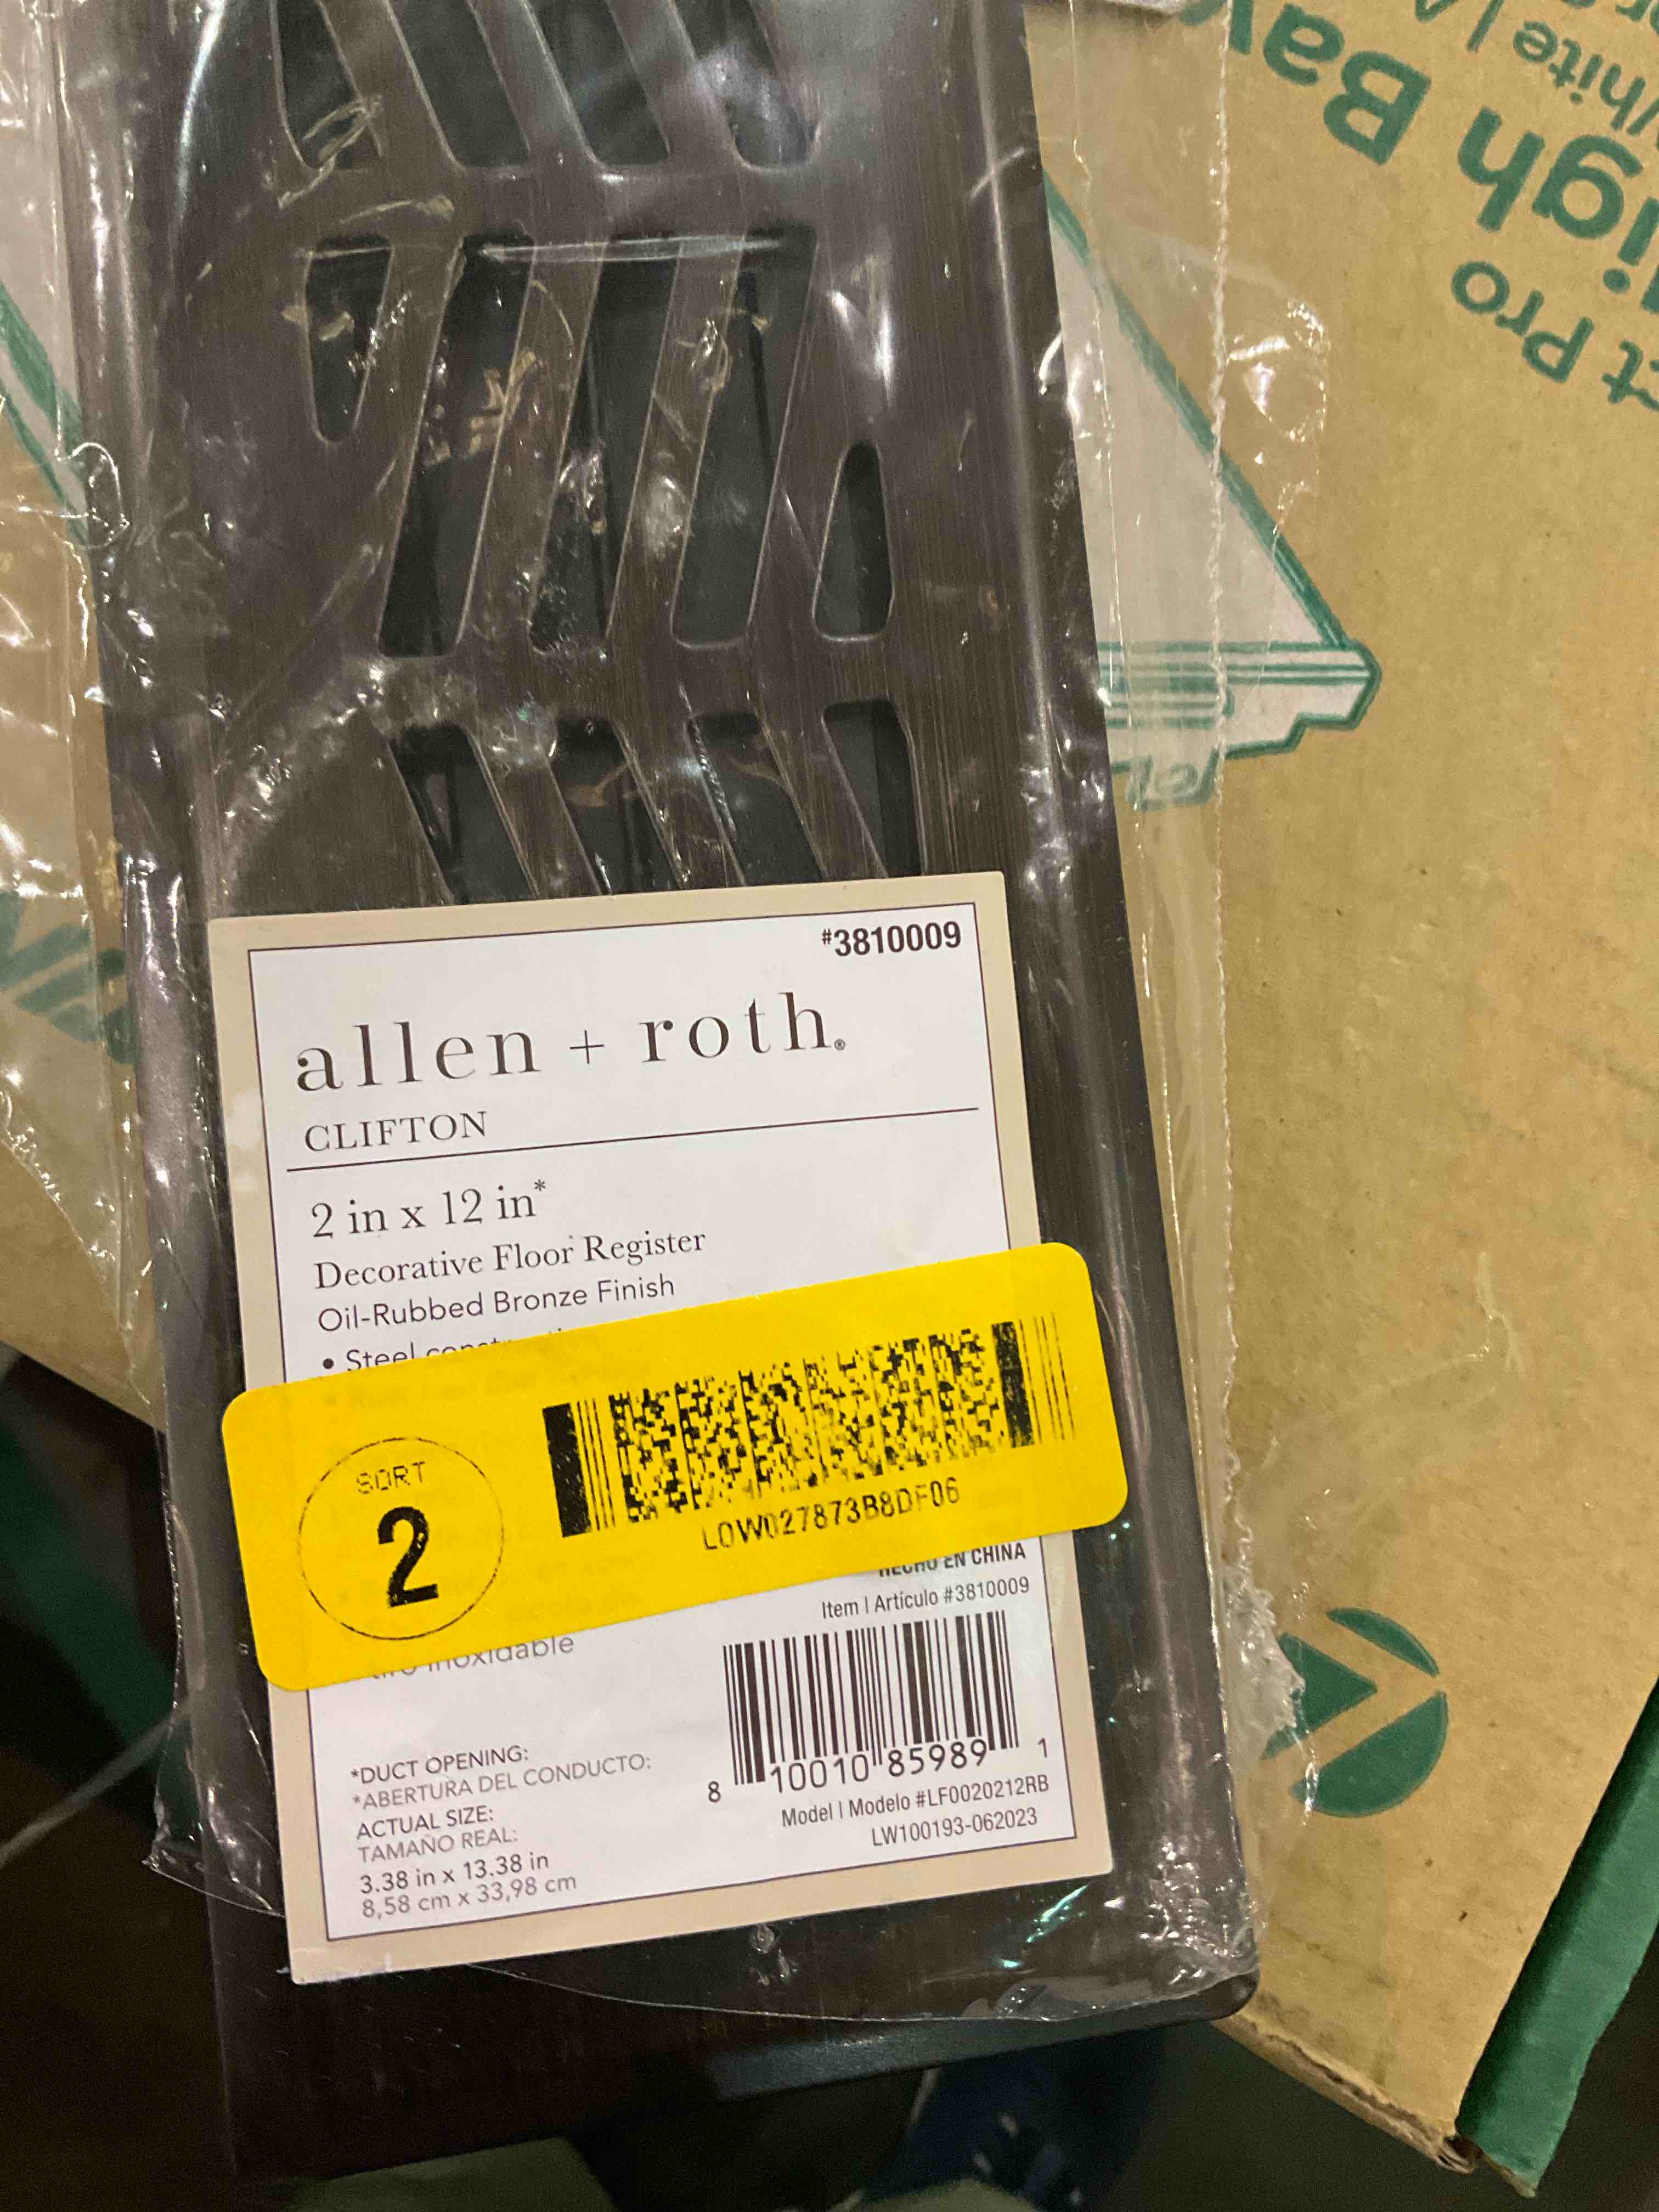 High Bay
#3810009
allen + roth®
CLIFTON
2 in x 12 in*
Decorative Floor Register
Oil-Rubbed Bronze Finish
• Steel
SORT
2
LOW027873B8DF06
HECHO EN CHINA
Item | Artículo #3810009
inoxidable
8 10010 85989 1
Model | Modelo #LF0020212RB
LW100193-062023
*DUCT OPENING:
*ABERTURA DEL CONDUCTO:
ACTUAL SIZE:
TAMAÑO REAL:
3.38 in x 13.38 in
8,58 cm x 33,98 cm